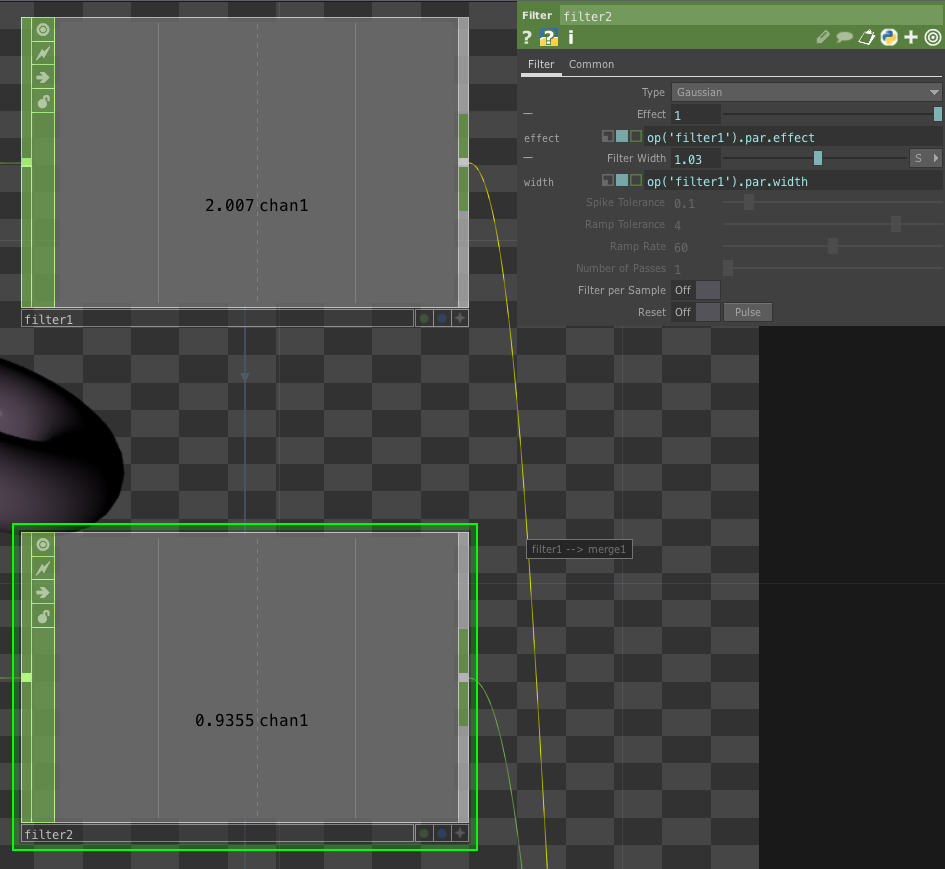 Filter filter2
? ? i
Filter Common
Type Gaussian
Effect 1
effect op('filter1').par.effect
Filter Width 1.03 S
width op('filter1').par.width
Spike Tolerance 0.1
Ramp Tolerance 4
Ramp Rate 60
Number of Passes 1
Filter per Sample Off
Reset Off Pulse
2.007 chan1
filter1
filter1 --> merge1
0.9355 chan1
filter2